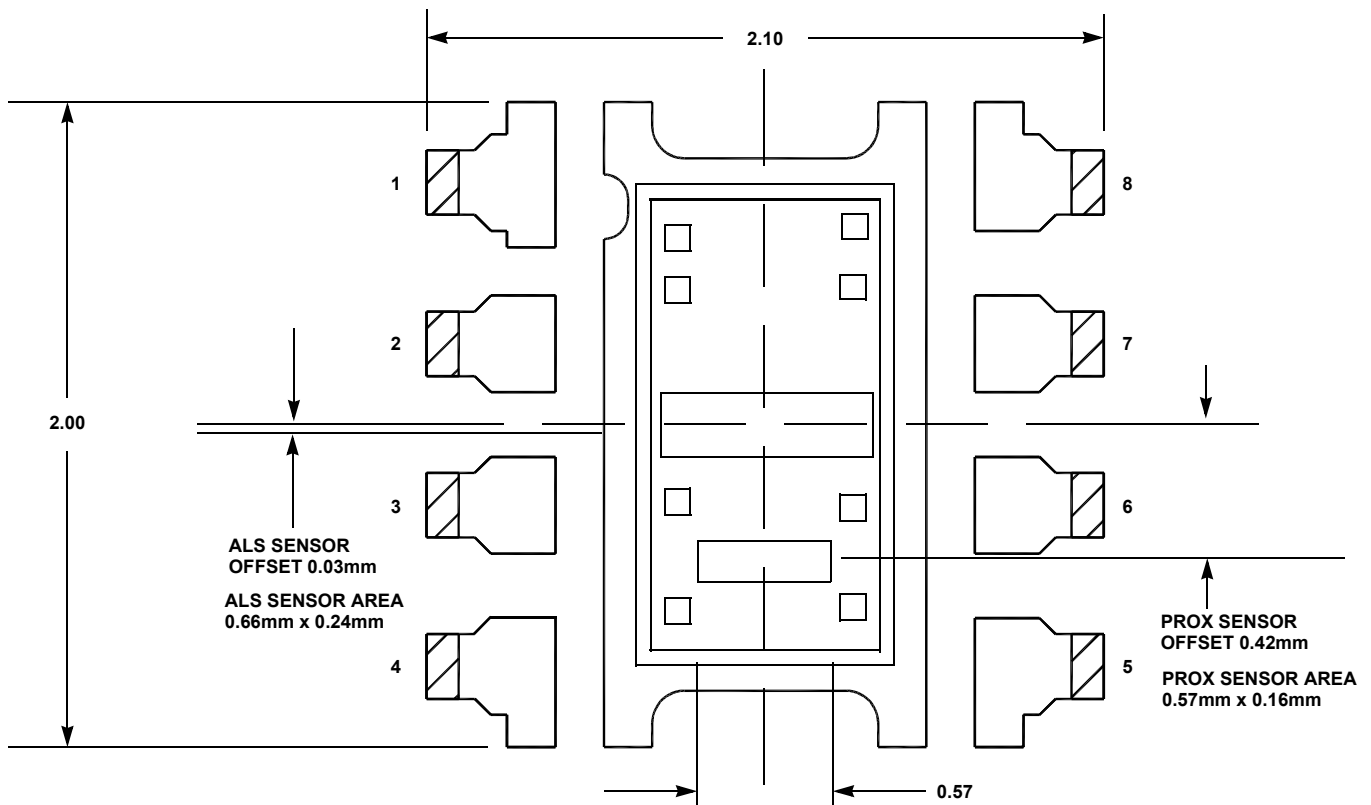 2.10
1
8
2
7
2.00
3
6
ALS SENSOR
OFFSET 0.03mm
ALS SENSOR AREA
0.66mm x 0.24mm
4
5
PROX SENSOR
OFFSET 0.42mm
PROX SENSOR AREA
0.57mm x 0.16mm
0.57